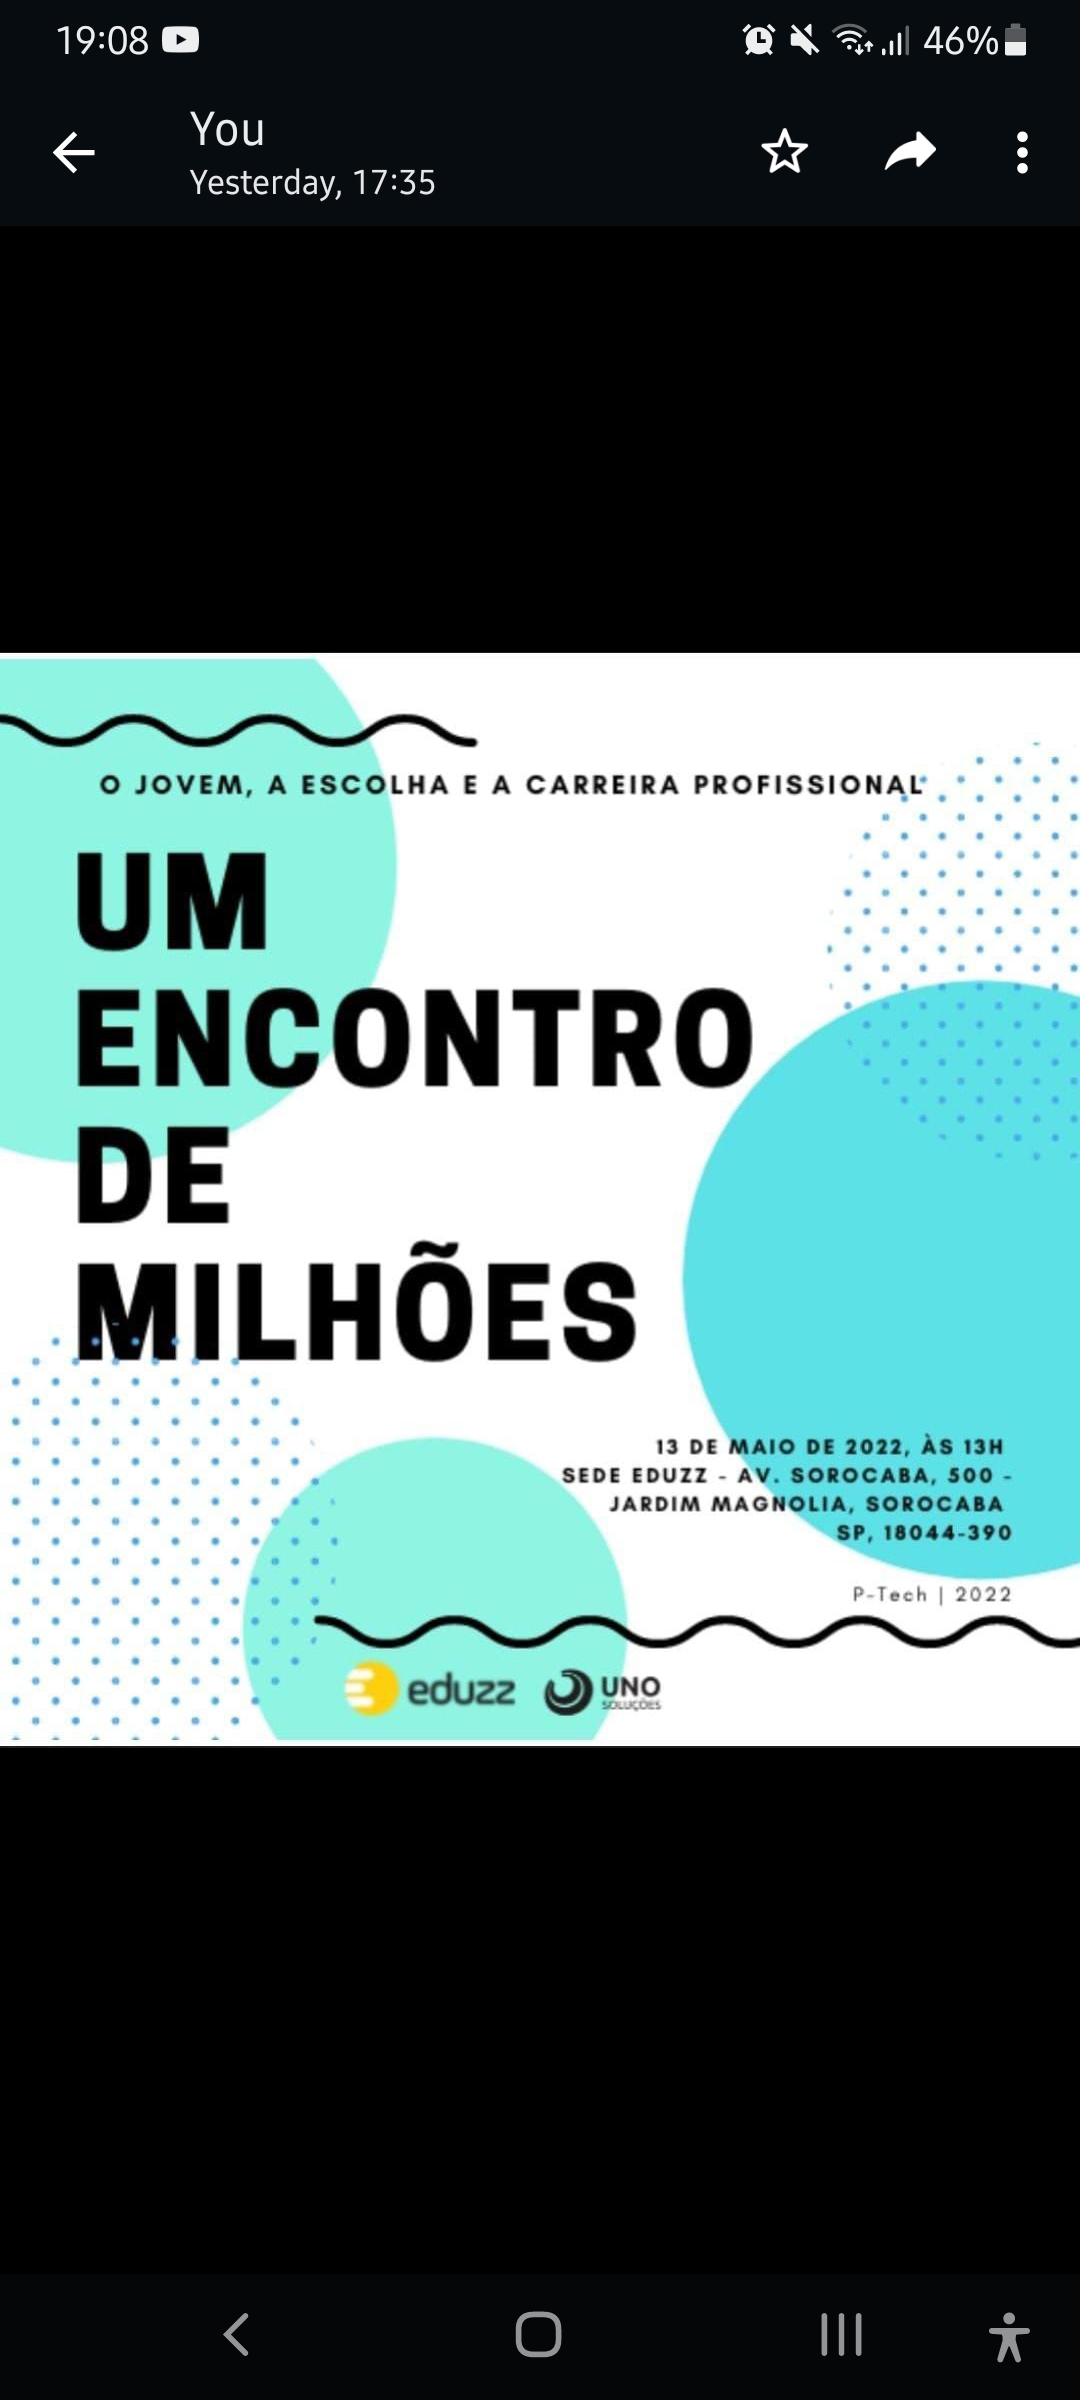 19:08
46%
You
Yesterday, 17:35
O JOVEM, A ESCOLHA E A CARREIRA PROFISSIONAL
UM
ENCONTRO
DE
MILHÕES
13 DE MAIO DE 2022, ÀS 13H
SEDE EDUZZ - AV. SOROCABA, 500 -
JARDIM MAGNOLIA, SOROCABA
SP, 18044-390
P-Tech | 2022
eduzz
UNO
SOLUÇÕES